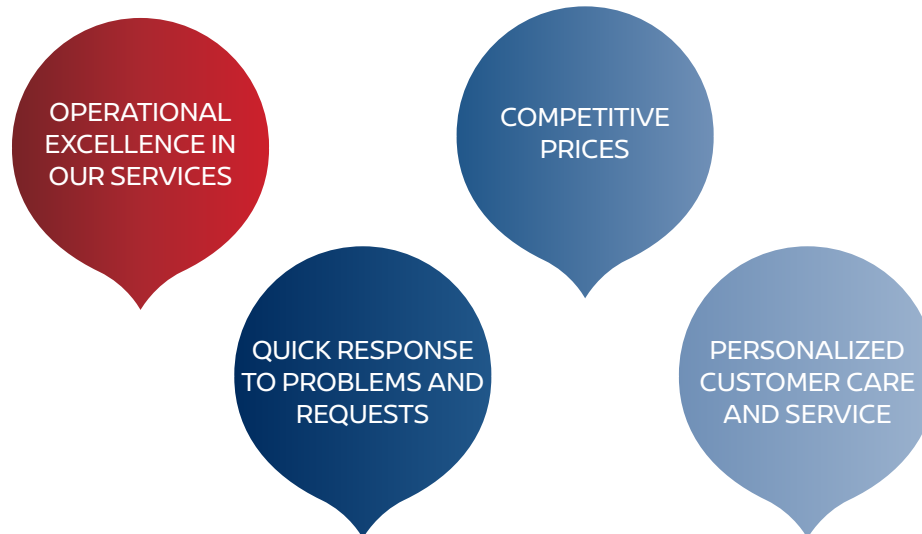 OPERATIONAL
EXCELLENCE IN
OUR SERVICES
COMPETITIVE
PRICES
QUICK RESPONSE
TO PROBLEMS AND
REQUESTS
PERSONALIZED
CUSTOMER CARE
AND SERVICE